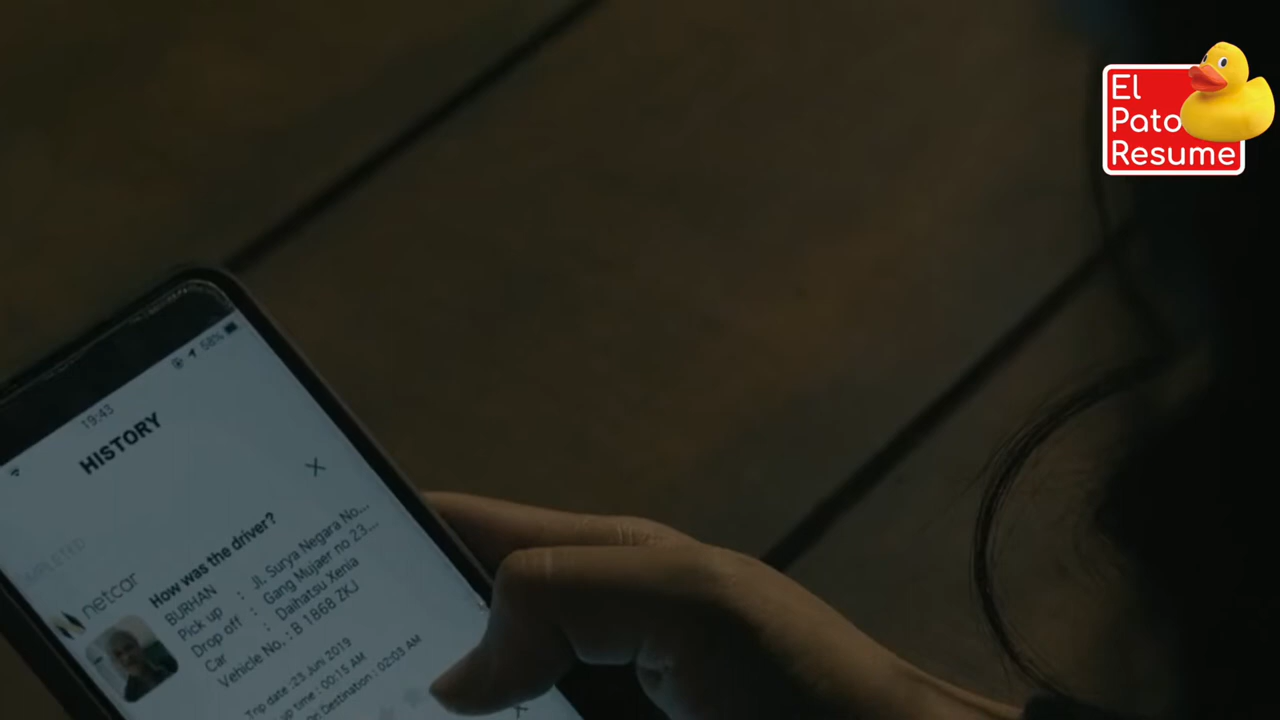 El
Pato
Resume
19:43
58%
HISTORY
netcar
How was the driver?
BURHAN
Pick up : Jl. Surya Negara No...
Drop off : Gang Mujaer no 23...
Car : Daihatsu Xenia
Vehicle No. : B 1868 ZKJ
Trip date : 23 Juni 2019
up time : 00:15 AM
Destination : 02:03 AM